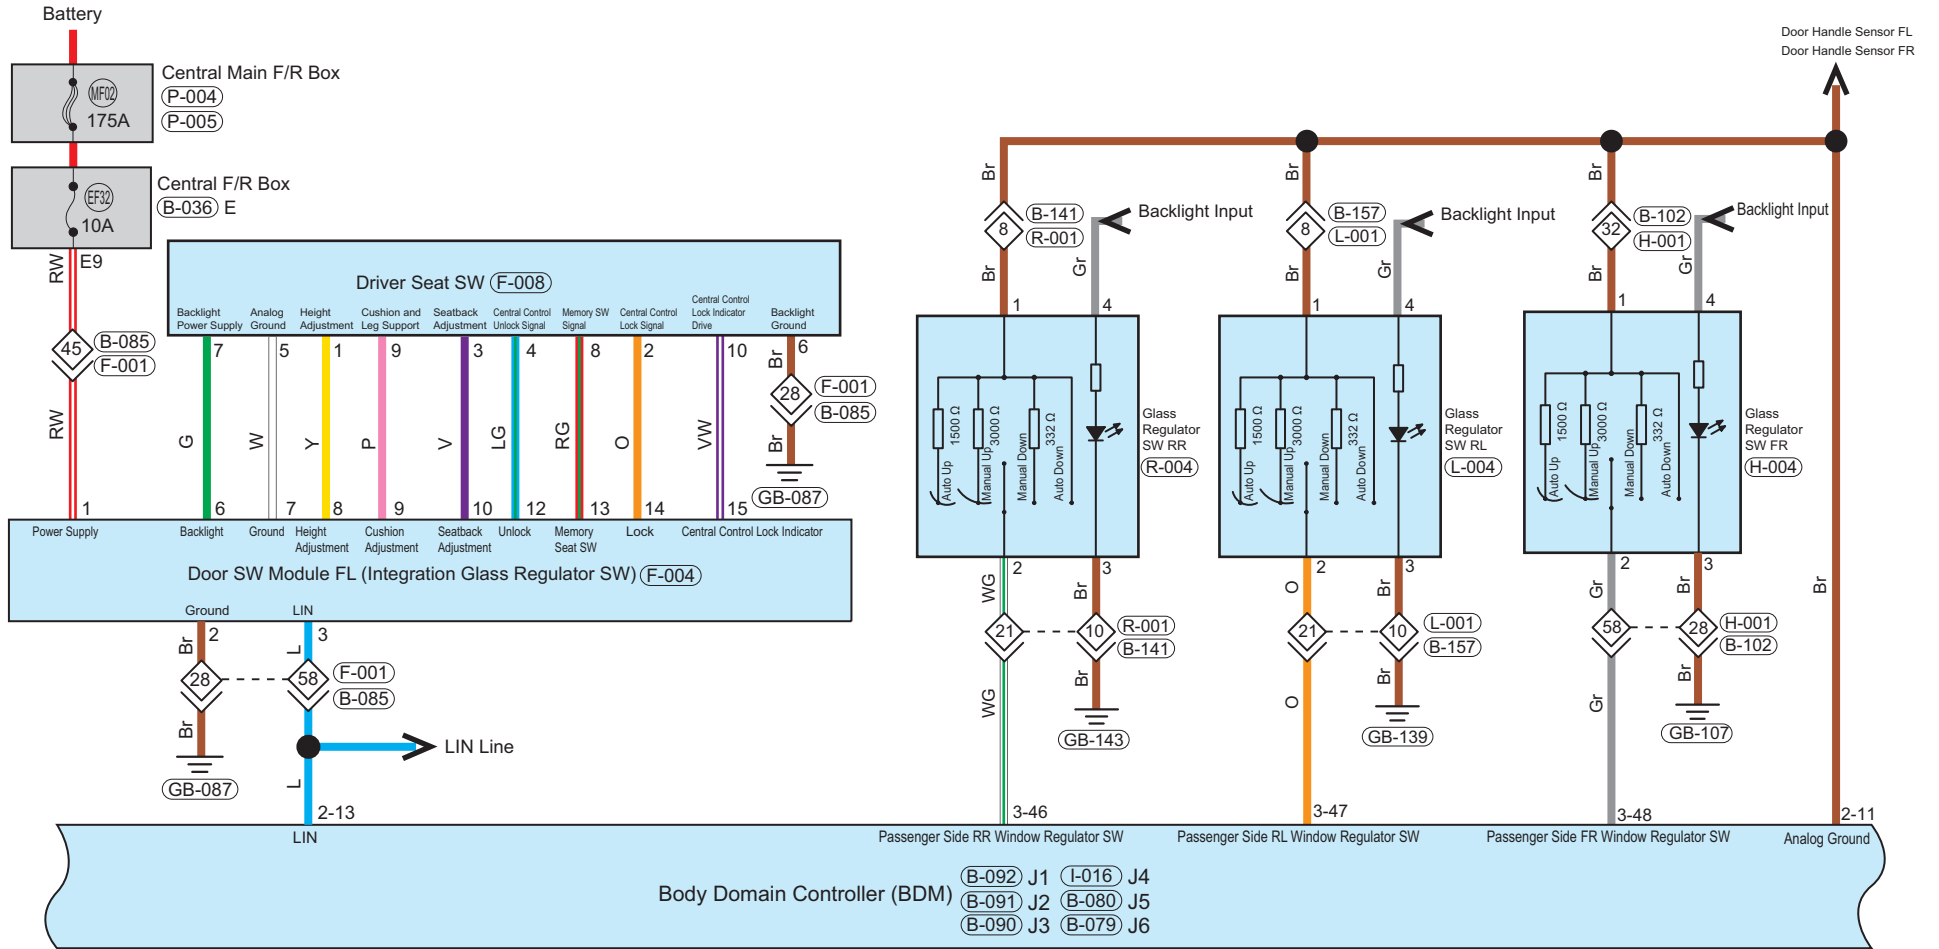 Battery
Door Handle Sensor FL
Door Handle Sensor FR
MF02
175A
Central Main F/R Box
P-004
P-005
EF32
10A
Central F/R Box
B-036 E
RW
E9
45
B-085
F-001
RW
1
Driver Seat SW F-008
Backlight
Power Supply
Analog
Ground
Height
Adjustment
Cushion and
Leg Support
Seatback
Adjustment
Central Control
Unlock Signal
Memory SW
Signal
Central Control
Lock Signal
Central Control
Lock Indicator
Drive
Backlight
Ground
7 5 1 9 3 4 8 2 10 6
G W Y P V LG RG O VW
Br
28
F-001
B-085
Br
GB-087
6 7 8 9 10 12 13 14 15
Power Supply
Backlight
Ground
Height
Adjustment
Cushion
Adjustment
Seatback
Adjustment
Unlock
Memory
Seat SW
Lock
Central Control Lock Indicator
Door SW Module FL (Integration Glass Regulator SW) F-004
Ground
LIN
2
3
Br
L
28
58
F-001
B-085
Br
GB-087
LIN Line
L
2-13
LIN
Br
8
B-141
R-001
Backlight Input
Br
Gr
1
4
1500 Ω
3000 Ω
332 Ω
Auto Up
Manual Up
Manual Down
Auto Down
Glass
Regulator
SW RR
R-004
2
3
WG
Br
21
10
R-001
B-141
WG
Br
GB-143
3-46
Passenger Side RR Window Regulator SW
Br
8
B-157
L-001
Backlight Input
Br
Gr
1
4
1500 Ω
3000 Ω
332 Ω
Auto Up
Manual Up
Manual Down
Auto Down
Glass
Regulator
SW RL
L-004
2
3
O
Br
21
10
L-001
B-157
O
Br
GB-139
3-47
Passenger Side RL Window Regulator SW
Br
32
B-102
H-001
Backlight Input
Br
Gr
1
4
1500 Ω
3000 Ω
332 Ω
Auto Up
Manual Up
Manual Down
Auto Down
Glass
Regulator
SW FR
H-004
2
3
Gr
Br
58
28
H-001
B-102
Gr
Br
GB-107
3-48
Passenger Side FR Window Regulator SW
Br
2-11
Analog Ground
Body Domain Controller (BDM)
B-092 J1 I-016 J4
B-091 J2 B-080 J5
B-090 J3 B-079 J6